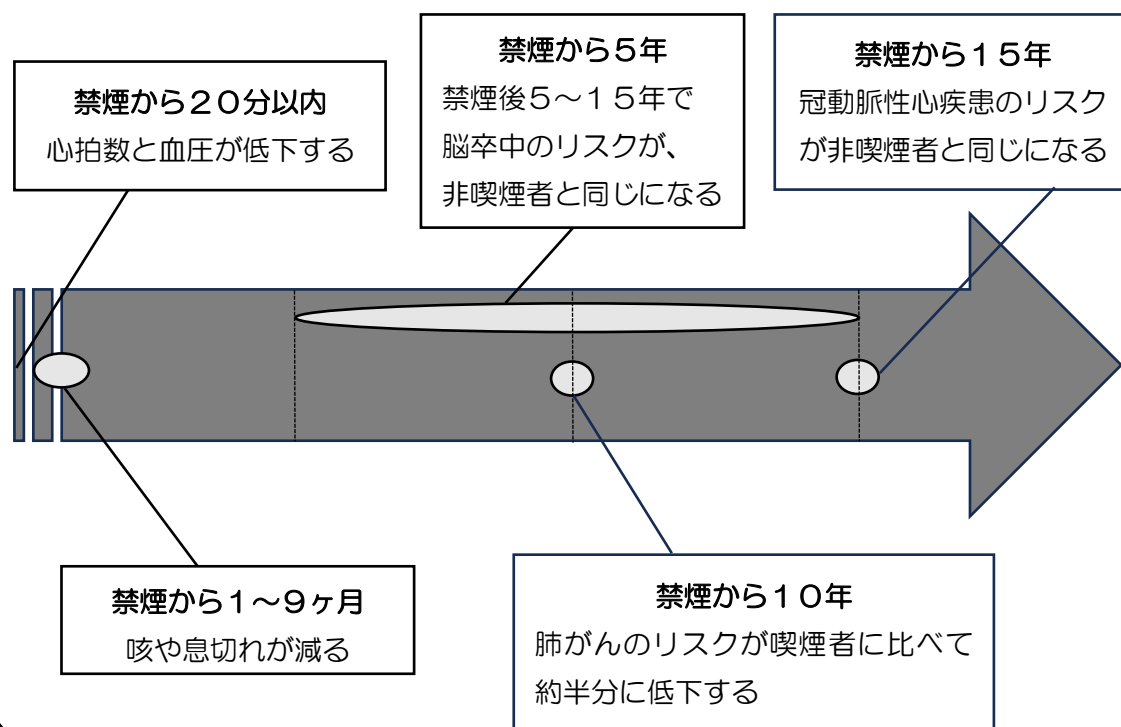 禁煙から２０分以内
心拍数と血圧が低下する
禁煙から５年
禁煙後５～１５年で
脳卒中のリスクが、
非喫煙者と同じになる
禁煙から１５年
冠動脈性心疾患のリスク
が非喫煙者と同じになる
禁煙から１～９ヶ月
咳や息切れが減る
禁煙から１０年
肺がんのリスクが喫煙者に比べて
約半分に低下する